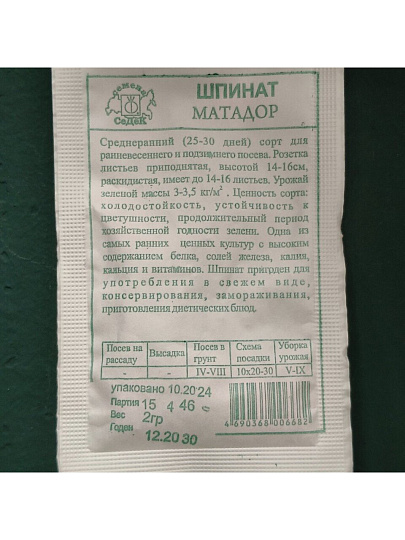 семена
СеДеК
ШПИНАТ
МАТАДОР
Среднеранний (25-30 дней) сорт для
ранневесеннего и подзимнего посева. Розетка
листьев приподнятая, высотой 14-16см,
раскидистая, имеет до 14-16 листьев. Урожай
зеленой массы 3-3,5 кг/м². Ценность сорта:
холодостойкость, устойчивость к
цветушности, продолжительный период
хозяйственной годности зелени. Одна из
самых ранних ценных культур с высоким
содержанием белка, солей железа, калия,
кальция и витаминов. Шпинат пригоден для
употребления в свежем виде,
консервирования, замораживания,
приготовления диетических блюд.
Посев на рассаду Высадка Посев в грунт Схема посадки Уборка урожая
- - IV-VIII 10x20-30 V-IX
упаковано 10.2024
Партия 15 4 46
Вес 2гр
Годен 12.2030
4 690368 006682